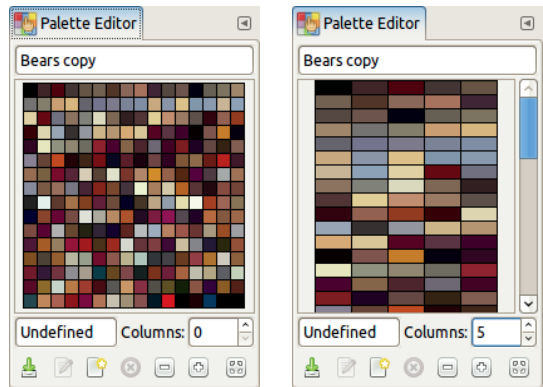 Palette Editor
Bears copy
Undefined Columns: 0
Palette Editor
Bears copy
Undefined Columns: 5